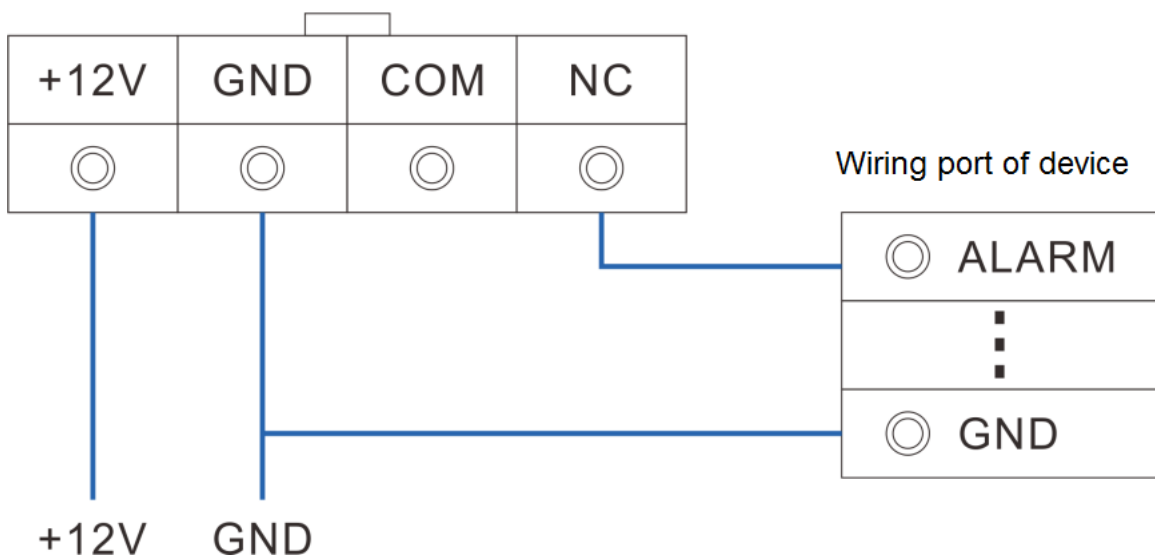 +12V GND COM NC
Wiring port of device
ALARM
GND
+12V GND